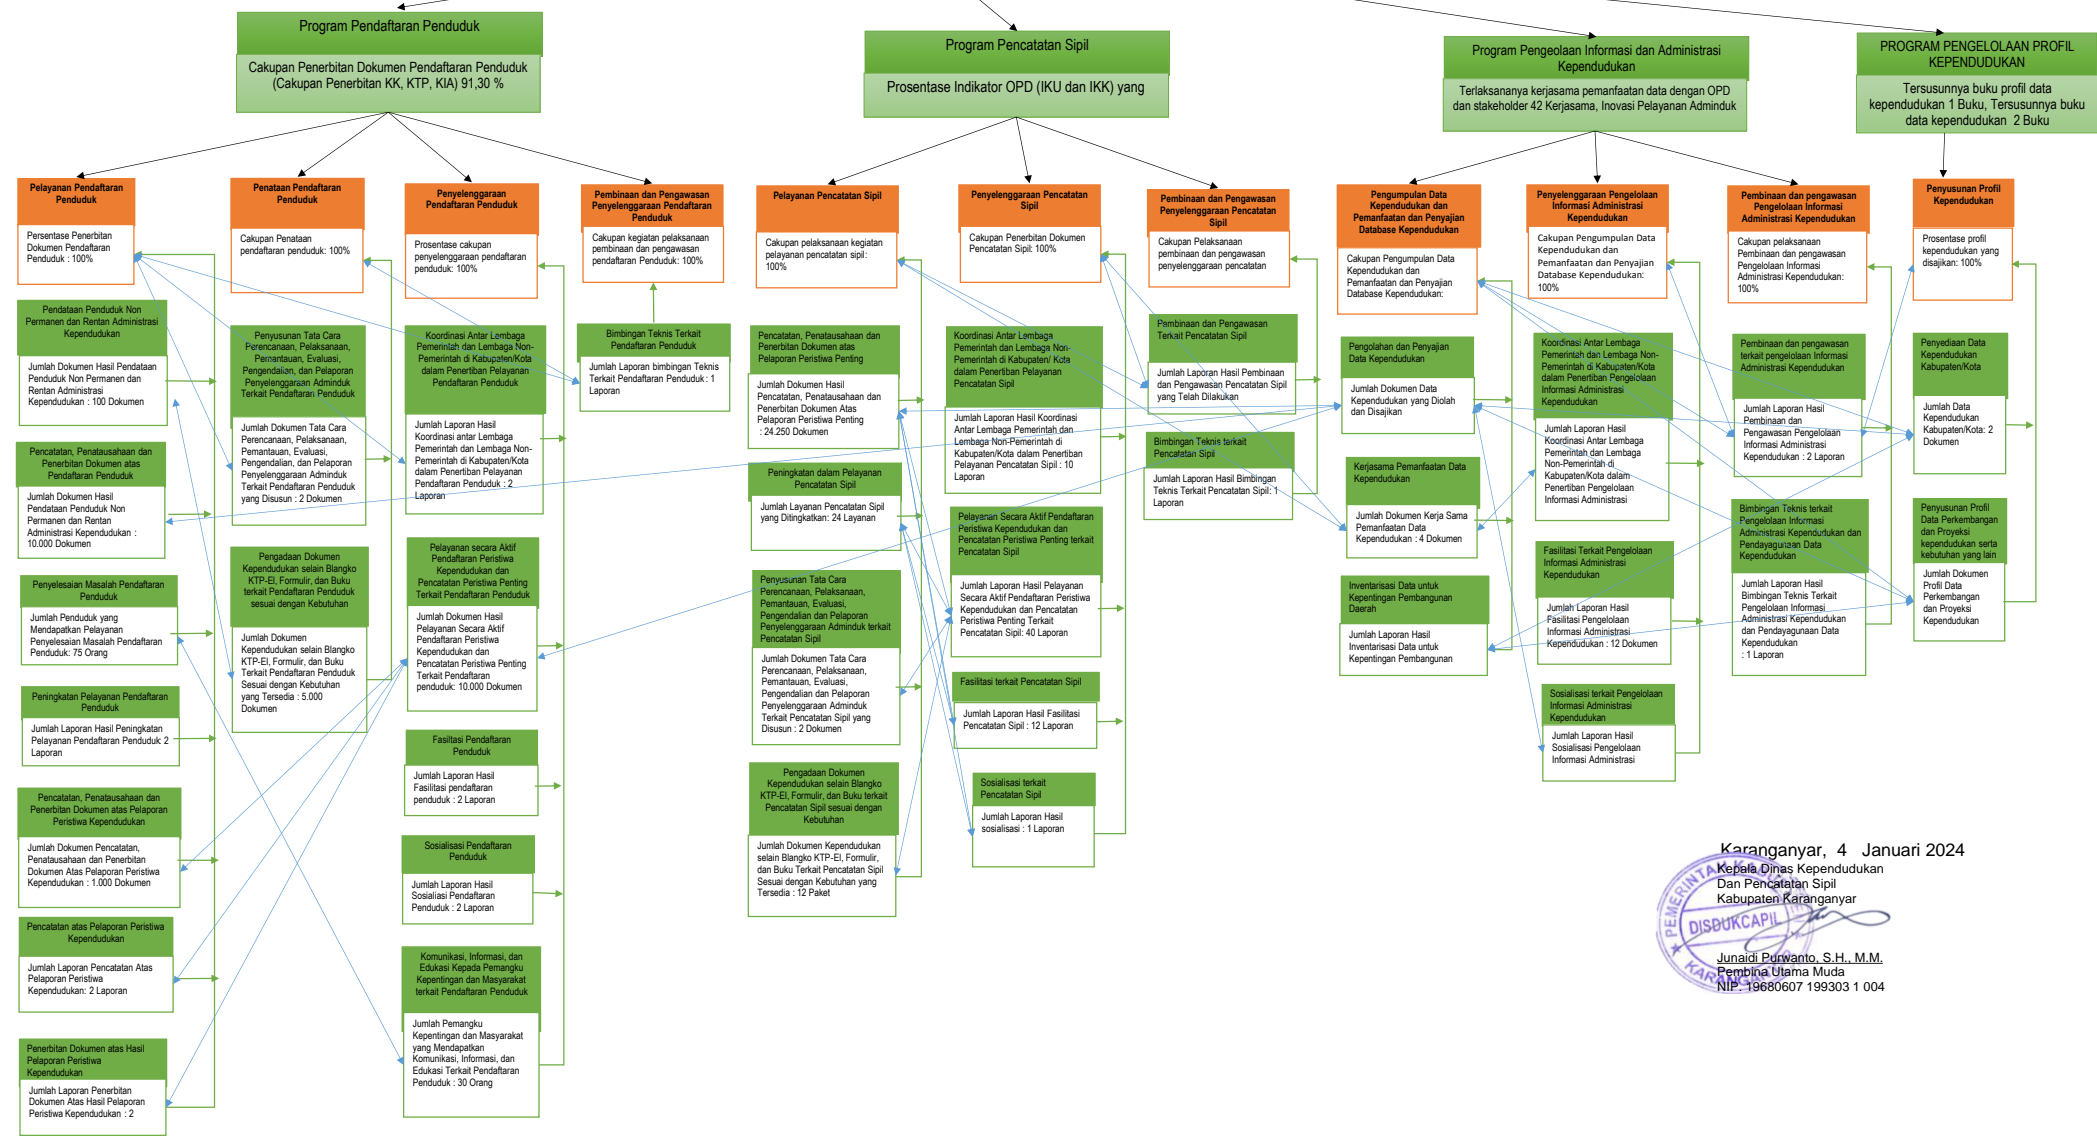 Program Pendaftaran Penduduk
Cakupan Penerbitan Dokumen Pendaftaran Penduduk
(Cakupan Penerbitan KK, KTP, KIA) 91,30 %
Program Pencatatan Sipil
Prosentase Indikator OPD (IKU dan IKK) yang
Program Pengeolaan Informasi dan Administrasi
Kependudukan
Terlaksananya kerjasama pemanfaatan data dengan OPD
dan stakeholder 42 Kerjasama, Inovasi Pelayanan Adminduk
PROGRAM PENGELOLAAN PROFIL
KEPENDUDUKAN
Tersusunnya buku profil data
kependudukan 1 Buku, Tersusunnya buku
data kependudukan 2 Buku
Pelayanan Pendaftaran
Penduduk
Persentase Penerbitan
Dokumen Pendaftaran
Penduduk : 100%
Pendataan Penduduk Non
Permanen dan Rentan Administrasi
Kependudukan
Jumlah Dokumen Hasil Pendataan
Penduduk Non Permanen dan
Rentan Administrasi
Kependudukan : 100 Dokumen
Pencatatan, Penatausahaan dan
Penerbitan Dokumen atas
Pendaftaran Penduduk
Jumlah Dokumen Hasil
Pendataan Penduduk Non
Permanen dan Rentan
Administrasi Kependudukan :
10.000 Dokumen
Penyelesaian Masalah Pendaftaran
Penduduk
Jumlah Penduduk yang
Mendapatkan Pelayanan
Penyelesaian Masalah Pendaftaran
Penduduk: 75 Orang
Peningkatan Pelayanan Pendaftaran
Penduduk
Jumlah Laporan Hasil Peningkatan
Pelayanan Pendaftaran Penduduk: 2
Laporan
Pencatatan, Penatausahaan dan
Penerbitan Dokumen atas Pelaporan
Peristiwa Kependudukan
Jumlah Dokumen Pencatatan,
Penatausahaan dan Penerbitan
Dokumen Atas Pelaporan Peristiwa
Kependudukan : 1.000 Dokumen
Pencatatan atas Pelaporan Peristiwa
Kependudukan
Jumlah Laporan Pencatatan Atas
Pelaporan Peristiwa
Kependudukan: 2 Laporan
Penerbitan Dokumen atas Hasil
Pelaporan Peristiwa
Kependudukan
Jumlah Laporan Penerbitan
Dokumen Atas Hasil Pelaporan
Peristiwa Kependudukan : 2
Penataan Pendaftaran
Penduduk
Cakupan Penataan
pendaftaran penduduk: 100%
Penyusunan Tata Cara
Perencanaan, Pelaksanaan,
Pemantauan, Evaluasi,
Pengendalian, dan Pelaporan
Penyelenggaraan Adminduk
Terkait Pendaftaran Penduduk
Jumlah Dokumen Tata Cara
Perencanaan, Pelaksanaan,
Pemantauan, Evaluasi,
Pengendalian, dan Pelaporan
Penyelenggaraan Adminduk
Terkait Pendaftaran Penduduk
yang Disusun : 2 Dokumen
Pengadaan Dokumen
Kependudukan selain Blangko
KTP-El, Formulir, dan Buku
terkait Pendaftaran Penduduk
sesuai dengan Kebutuhan
Jumlah Dokumen
Kependudukan selain Blangko
KTP-El, Formulir, dan Buku
Terkait Pendaftaran Penduduk
Sesuai dengan Kebutuhan
yang Tersedia : 5.000
Dokumen
Penyelenggaraan
Pendaftaran Penduduk
Prosentase cakupan
penyelenggaraan pendaftaran
penduduk: 100%
Koordinasi Antar Lembaga
Pemerintah dan Lembaga Non-
Pemerintah di Kabupaten/Kota
dalam Penertiban Pelayanan
Pendaftaran Penduduk
Jumlah Laporan Hasil
Koordinasi antar Lembaga
Pemerintah dan Lembaga Non-
Pemerintah di Kabupaten/Kota
dalam Penertiban Pelayanan
Pendaftaran Penduduk : 2
Laporan
Pelayanan secara Aktif
Pendaftaran Peristiwa
Kependudukan dan
Pencatatan Peristiwa Penting
Terkait Pendaftaran Penduduk
Jumlah Dokumen Hasil
Pelayanan Secara Aktif
Pendaftaran Peristiwa
Kependudukan dan
Pencatatan Peristiwa Penting
Terkait Pendaftaran
penduduk: 10.000 Dokumen
Fasiltasi Pendaftaran
Penduduk
Jumlah Laporan Hasil
Fasilitasi pendaftaran
penduduk : 2 Laporan
Sosialisasi Pendaftaran
Penduduk
Jumlah Laporan Hasil
Sosialiasi Pendaftaran
Penduduk : 2 Laporan
Komunikasi, Informasi, dan
Edukasi Kepada Pemangku
Kepentingan dan Masyarakat
terkait Pendaftaran Penduduk
Jumlah Pemangku
Kepentingan dan Masyarakat
yang Mendapatkan
Komunikasi, Informasi, dan
Edukasi Terkait Pendaftaran
Penduduk : 30 Orang
Pembinaan dan Pengawasan
Penyelenggaraan Pendaftaran
Penduduk
Cakupan kegiatan pelaksanaan
pembinaan dan pengawasan
pendaftaran Penduduk: 100%
Bimbingan Teknis Terkait
Pendaftaran Penduduk
Jumlah Laporan bimbingan Teknis
Terkait Pendaftaran Penduduk : 1
Laporan
Pelayanan Pencatatan Sipil
Cakupan pelaksanaan kegiatan
pelayanan pencatatan sipil:
100%
Pencatatan, Penatausahaan dan
Penerbitan Dokumen atas
Pelaporan Peristiwa Penting
Jumlah Dokumen Hasil
Pencatatan, Penatausahaan dan
Penerbitan Dokumen Atas
Pelaporan Peristiwa Penting
: 24.250 Dokumen
Peningkatan dalam Pelayanan
Pencatatan Sipil
Jumlah Layanan Pencatatan Sipil
yang Ditingkatan: 24 Layanan
Penyusunan Tata Cara
Perencanaan, Pelaksanaan,
Pemantauan, Evaluasi,
Pengendalian dan Pelaporan
Penyelenggaraan Adminduk terkait
Pencatatan Sipil
Jumlah Dokumen Tata Cara
Perencanaan, Pelaksanaan,
Pemantauan, Evaluasi,
Pengendalian dan Pelaporan
Penyelenggaraan Adminduk
Terkait Pencatatan Sipil yang
Disusun : 2 Dokumen
Pengadaan Dokumen
Kependudukan selain Blangko
KTP-El, Formulir, dan Buku terkait
Pencatatan Sipil sesuai dengan
Kebutuhan
Jumlah Dokumen Kependudukan
selain Blangko KTP-El, Formulir,
dan Buku Terkait Pencatatan Sipil
Sesuai dengan Kebutuhan yang
Tersedia : 12 Paket
Penyelenggaraan Pencatatan
Sipil
Cakupan Penerbitan Dokumen
Pencatatan Sipil: 100%
Koordinasi Antar Lembaga
Pemerintah dan Lembaga Non-
Pemerintah di Kabupaten/ Kota
dalam Penertiban Pelayanan
Pencatatan Sipil
Jumlah Laporan Hasil Koordinasi
Antar Lembaga Pemerintah dan
Lembaga Non-Pemerintah di
Kabupaten/Kota dalam Penertiban
Pelayanan Pencatatan Sipil : 10
Laporan
Pelayanan Secara Aktif Pendaftaran
Peristiwa Kependudukan dan
Pencatatan Peristiwa Penting terkait
Pencatatan Sipil
Jumlah Laporan Hasil Pelayanan
Secara Aktif Pendaftaran Peristiwa
Kependudukan dan Pencatatan
Peristiwa Penting Terkait
Pencatatan Sipil: 40 Laporan
Fasilitasi terkait Pencatatan Sipil
Jumlah Laporan Hasil Fasilitasi
Pencatatan Sipil : 12 Laporan
Sosialisasi terkait
Pencatatan Sipil
Jumlah Laporan Hasil
sosialisasi : 1 Laporan
Pembinaan dan Pengawasan
Penyelenggaraan Pencatatan
Sipil
Cakupan Pelaksanaan
pembinaan dan pengawasan
penyelenggaraan pencatatan
Pembinaan dan Pengawasan
Terkait Pencatatan Sipil
Jumlah Laporan Hasil Pembinaan
dan Pengawasan Pencatatan Sipil
yang Telah Dilakukan
Bimbingan Teknis terkait
Pencatatan Sipil
Jumlah Laporan Hasil Bimbingan
Teknis Terkait Pencatatan Sipil: 1
Laporan
Pengumpulan Data
Kependudukan dan
Pemanfaatan dan Penyajian
Database Kependudukan
Cakupan Pengumpulan Data
Kependudukan dan
Pemanfaatan dan Penyajian
Database Kependudukan:
Pengolahan dan Penyajian
Data Kependudukan
Jumlah Dokumen Data
Kependudukan yang Diolah
dan Disajikan
Kerjasama Pemanfaatan Data
Kependudukan
Jumlah Dokumen Kerja Sama
Pemanfaatan Data
Kependudukan : 4 Dokumen
Inventarisasi Data untuk
Kepentingan Pembangunan
Daerah
Jumlah Laporan Hasil
Inventarisasi Data untuk
Kepentingan Pembangunan
Penyelenggaraan Pengelolaan
Informasi Administrasi
Kependudukan
Cakupan Pengumpulan Data
Kependudukan dan
Pemanfaatan dan Penyajian
Database Kependudukan:
100%
Koordinasi Antar Lembaga
Pemerintah dan Lembaga Non-
Pemerintah di Kabupaten/Kota
dalam Penertiban Pengelolaan
Informasi Administrasi
Kependudukan
Jumlah Laporan Hasil
Koordinasi Antar Lembaga
Pemerintah dan Lembaga
Non-Pemerintah di
Kabupaten/Kota dalam
Penertiban Pengelolaan
Informasi Administrasi
Fasilitasi Terkait Pengelolaan
Informasi Administrasi
Kependudukan
Jumlah Laporan Hasil
Fasilitasi Pengelolaan
Informasi Administrasi
Kependudukan : 12 Dokumen
Sosialisasi terkait Pengelolaan
Informasi Administrasi
Kependudukan
Jumlah Laporan Hasil
Sosialisasi Pengelolaan
Informasi Administrasi
Pembinaan dan pengawasan
Pengelolaan Informasi
Administrasi Kependudukan
Cakupan pelaksanaan
Pembinaan dan pengawasan
Pengelolaan Informasi
Administrasi Kependudukan:
100%
Pembinaan dan pengawasan
terkait pengelolaan Informasi
Administrasi Kependudukan
Jumlah Laporan Hasil
Pembinaan dan
Pengawasan Pengelolaan
Informasi Administrasi
Kependudukan : 2 Laporan
Bimbingan Teknis terkait
Pengelolaan Informasi
Administrasi Kependudukan dan
Pendayagunaan Data
Kependudukan
Jumlah Laporan Hasil
Bimbingan Teknis Terkait
Pengelolaan Informasi
Administrasi Kependudukan
dan Pendayagunaan Data
Kependudukan
: 1 Laporan
Penyusunan Profil
Kependudukan
Prosentase profil
kependudukan yang
disajikan: 100%
Penyediaan Data
Kependudukan
Kabupaten/Kota
Jumlah Data
Kependudukan
Kabupaten/Kota: 2
Dokumen
Penyusunan Profil
Data Perkembangan
dan Proyeksi
kependudukan serta
kebutuhan yang lain
Jumlah Dokumen
Profil Data
Perkembangan
dan Proyeksi
Kependudukan
Karanganyar, 4 Januari 2024
Kepala Dinas Kependudukan
Dan Pencatatan Sipil
Kabupaten Karanganyar
DISDUKCAPIL
Junaidi Purwanto, S.H., M.M.
Pembina Utama Muda
NIP. 19680607 199303 1 004